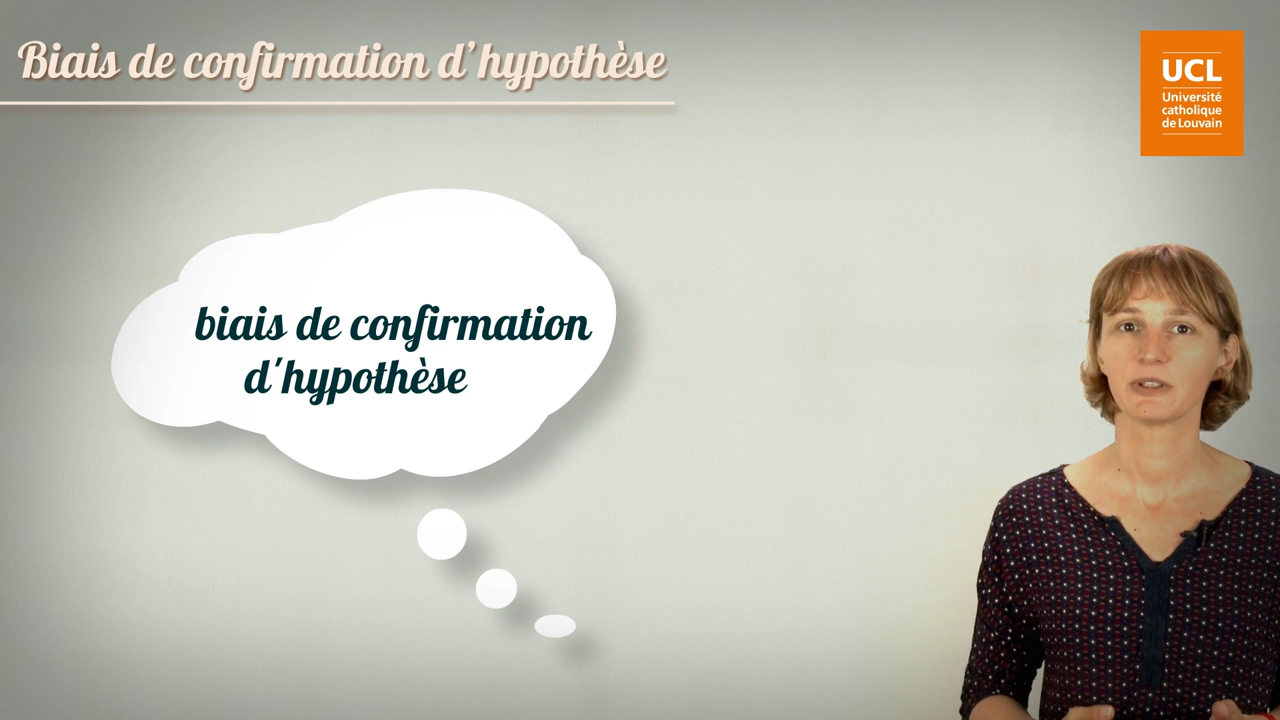 Biais de confirmation d’hypothèse
UCL
Université
catholique
de Louvain
biais de confirmation
d'hypothèse